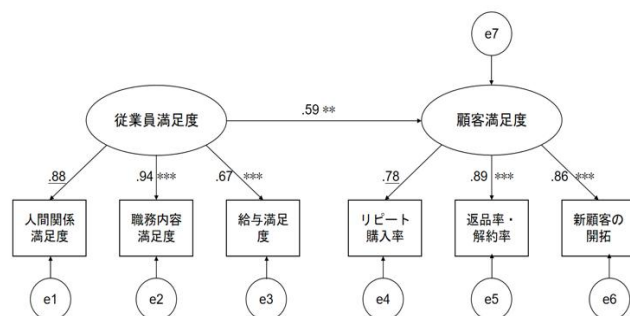 e7
従業員満足度
.59 **
顧客満足度
.88
.94 ***
.67 ***
.78
.89 ***
.86 ***
人間関係
満足度
職務内容
満足度
給与満足
度
リピート
購入率
返品率・
解約率
新顧客の
開拓
e1
e2
e3
e4
e5
e6